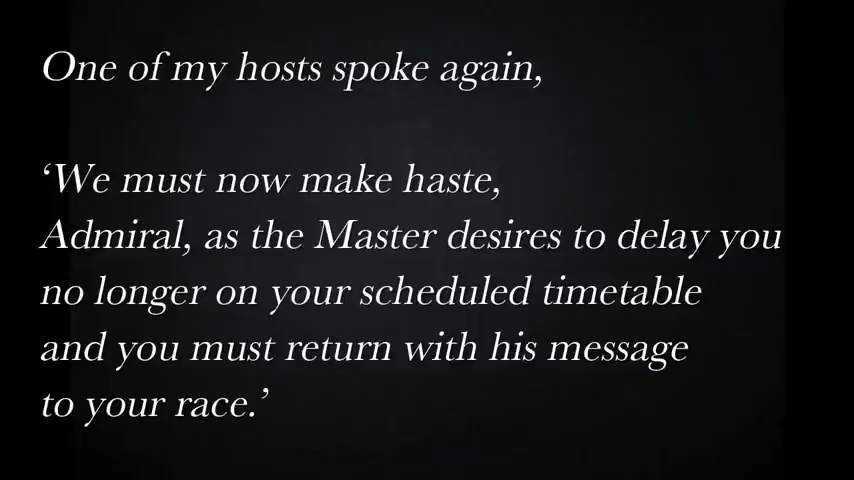 One of my hosts spoke again,
‘We must now make haste,
Admiral, as the Master desires to delay you
no longer on your scheduled timetable
and you must return with his message
to your race.’